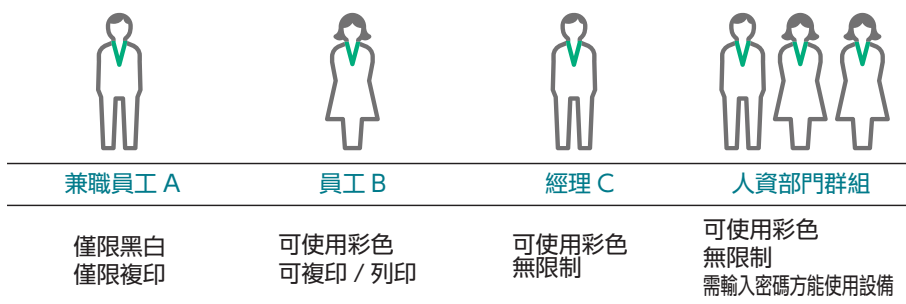 兼職員工 A
員工 B
經理 C
人資部門群組
僅限黑白
僅限複印
可使用彩色
可複印 / 列印
可使用彩色
無限制
可使用彩色
無限制
需輸入密碼方能使用設備